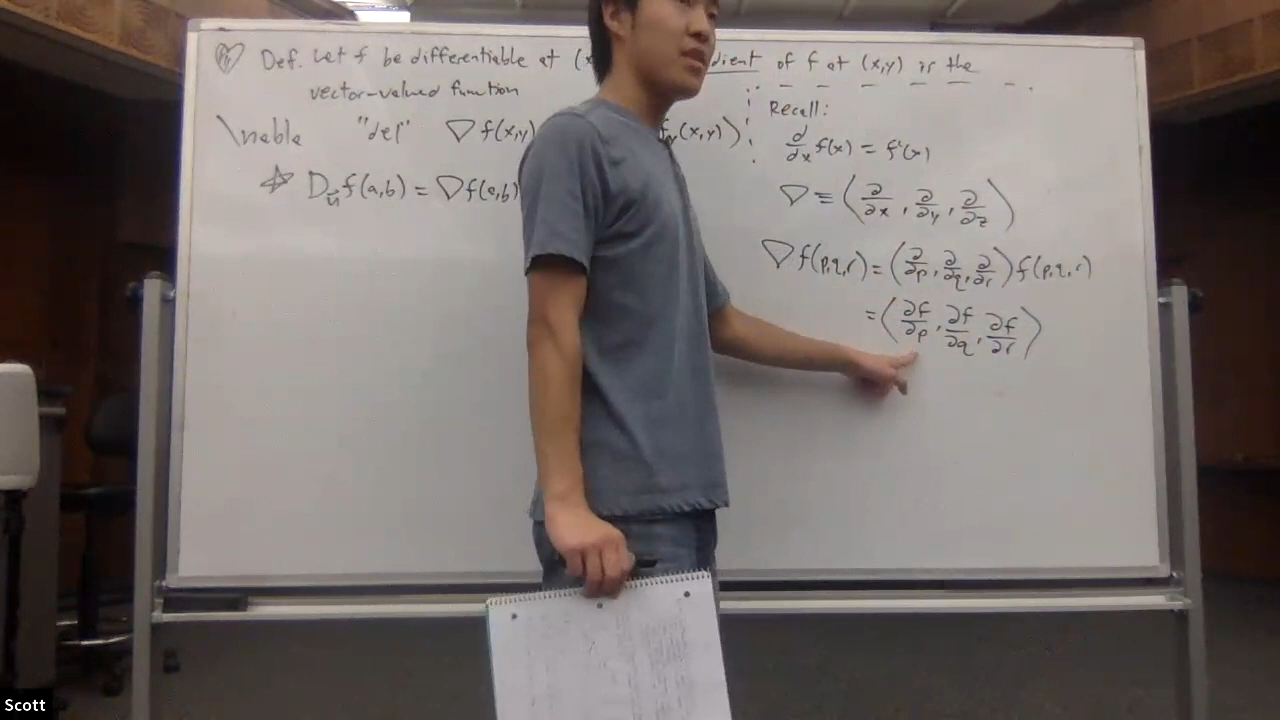 Def. Let f be differentiable at (x dient of f at (x,y) is the
vector-valued function
\nabla "del" ∇f(x,y) f_y(x,y)⟩
☆ D_u⃗ f(a,b) = ∇f(a,b)
Recall:
d/dx f(x) = f'(x)
∇ ≡ ⟨∂/∂x, ∂/∂y, ∂/∂z⟩
∇f(p,q,r) = ⟨∂/∂p, ∂/∂q, ∂/∂r⟩ f(p,q,r)
= ⟨∂f/∂p, ∂f/∂q, ∂f/∂r⟩
Scott